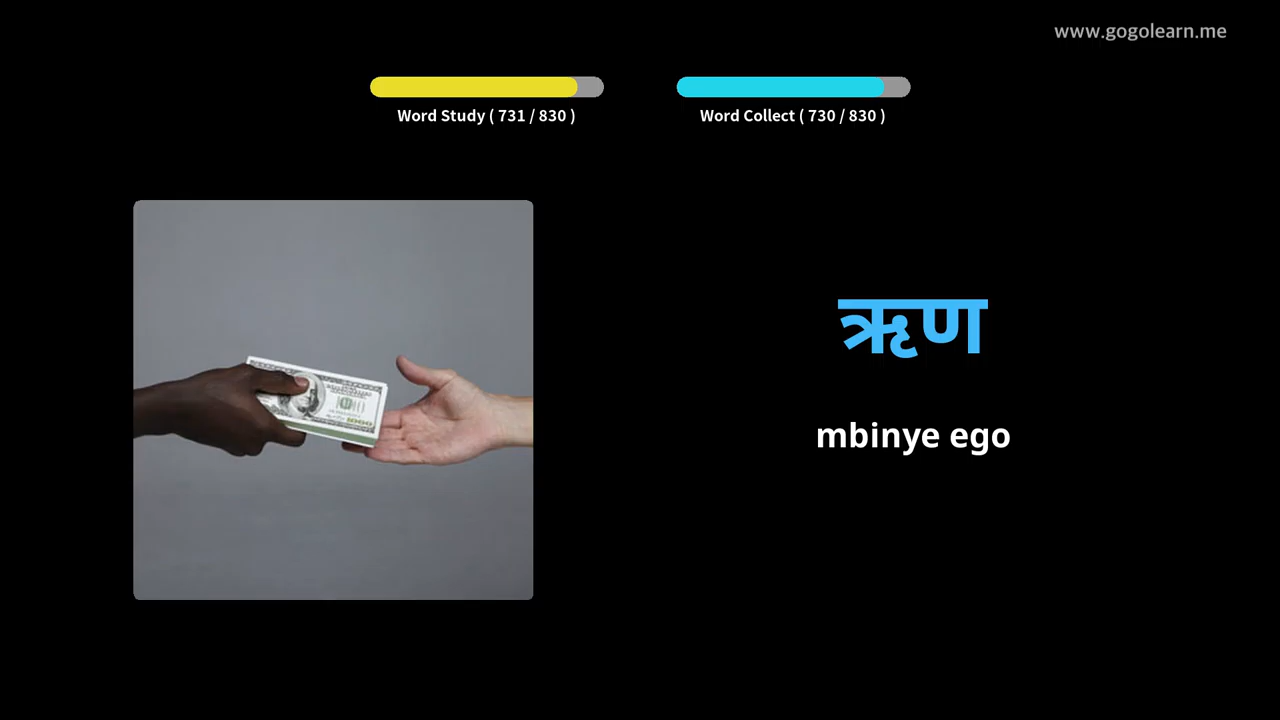 www.gogolearn.me
Word Study ( 731 / 830 )
Word Collect ( 730 / 830 )
ऋण
mbinye ego